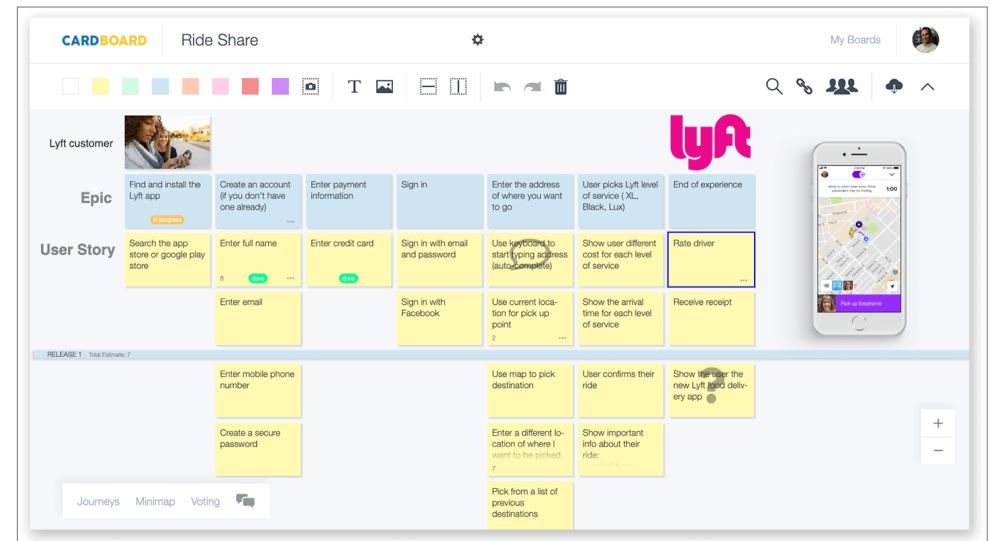 CARDBOARD
Ride Share
My Boards
T
Lyft customer
lyft
Epic
Find and install the
Lyft app
in progress
Create an account
(if you don't have
one already)
...
Enter payment
information
Sign in
Enter the address
of where you want
to go
User picks Lyft level
of service ( XL,
Black, Lux)
End of experience
User Story
Search the app
store or google play
store
Enter full name
8
done
...
Enter credit card
done
Sign in with email
and password
Use keyboard to
start typing address
(auto-complete)
Show user different
cost for each level
of service
Rate driver
...
Enter email
Sign in with
Facebook
Use current loca-
tion for pick up
point
2
...
Show the arrival
time for each level
of service
Receive receipt
1:00
Pick up Stephanie
RELEASE 1 Total Estimate: 7
Enter mobile phone
number
Use map to pick
destination
User confirms their
ride
Show the user the
new Lyft food deliv-
ery app
?
Create a secure
password
Enter a different lo-
cation of where I
want to be picked
7
Show important
info about their
ride:
Pick from a list of
previous
destinations
+
−
Journeys
Minimap
Voting